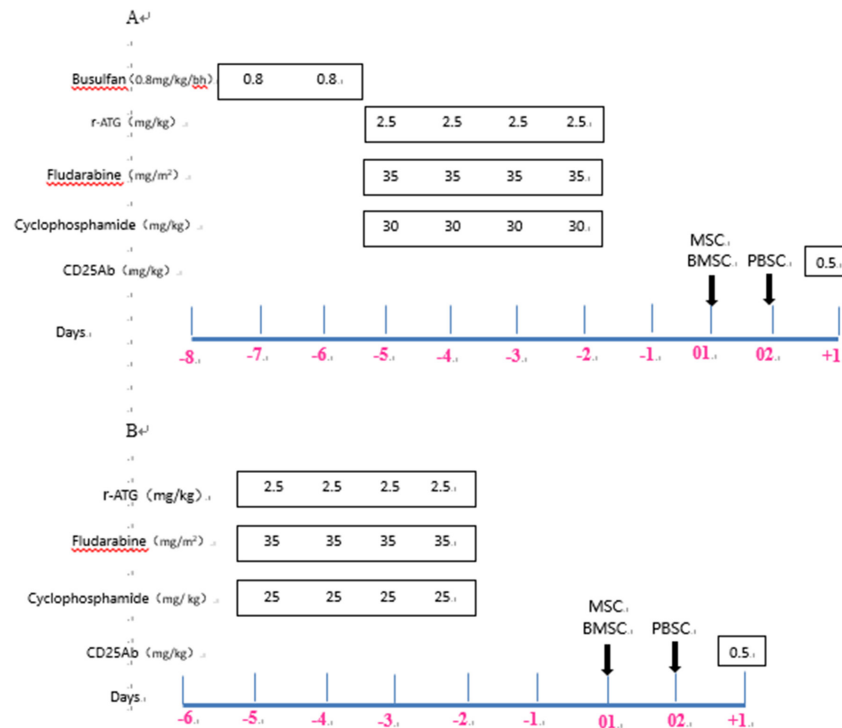 A↵
Busulfan (0.8mg/kg/bh) 0.8 0.8
r-ATG (mg/kg) 2.5 2.5 2.5 2.5
Fludarabine (mg/m²) 35 35 35 35
Cyclophosphamide (mg/kg) 30 30 30 30
MSC
BMSC PBSC
CD25Ab (mg/kg) 0.5
Days
-8 -7 -6 -5 -4 -3 -2 -1 01 02 +1
B↵
r-ATG (mg/kg) 2.5 2.5 2.5 2.5
Fludarabine (mg/m²) 35 35 35 35
Cyclophosphamide (mg/kg) 25 25 25 25
MSC
BMSC PBSC
CD25Ab (mg/kg) 0.5
Days
-6 -5 -4 -3 -2 -1 01 02 +1